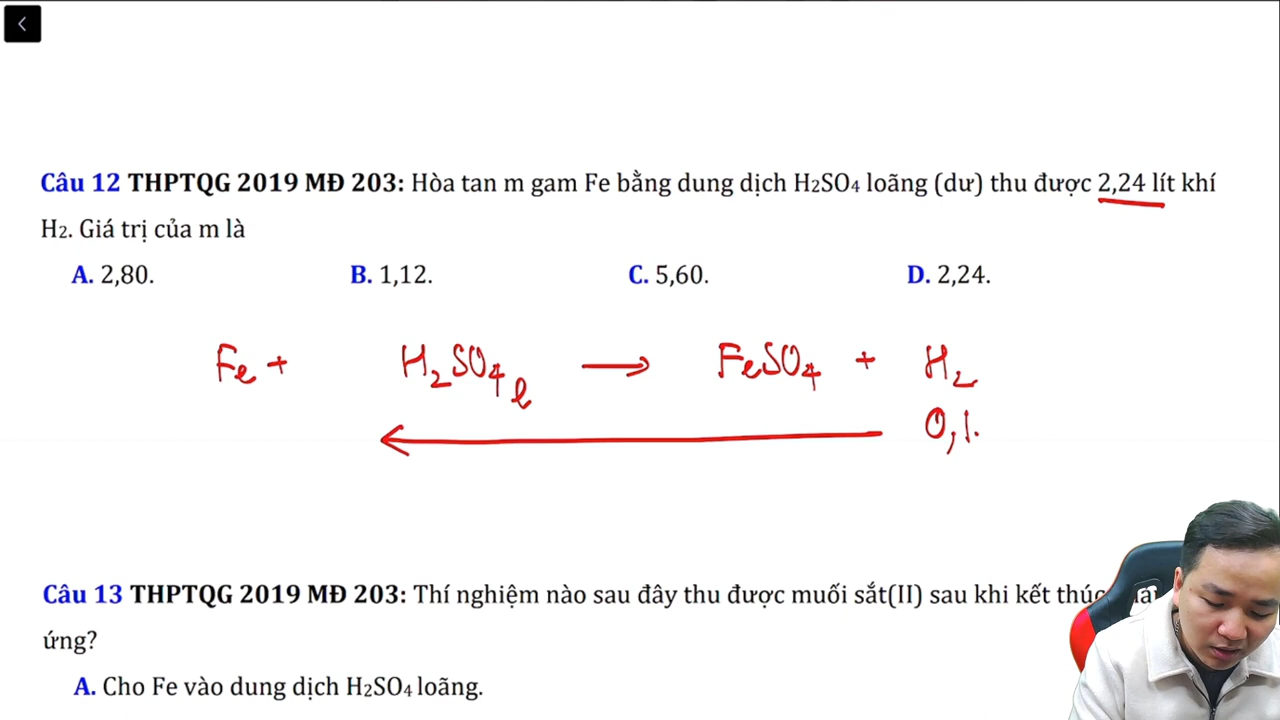 Câu 12 THPTQG 2019 MĐ 203: Hòa tan m gam Fe bằng dung dịch H₂SO₄ loãng (dư) thu được 2,24 lít khí
H₂. Giá trị của m là
A. 2,80. B. 1,12. C. 5,60. D. 2,24.
Fe + H₂SO₄ l → FeSO₄ + H₂
0,1
Câu 13 THPTQG 2019 MĐ 203: Thí nghiệm nào sau đây thu được muối sắt(II) sau khi kết thúc
ứng?
A. Cho Fe vào dung dịch H₂SO₄ loãng.